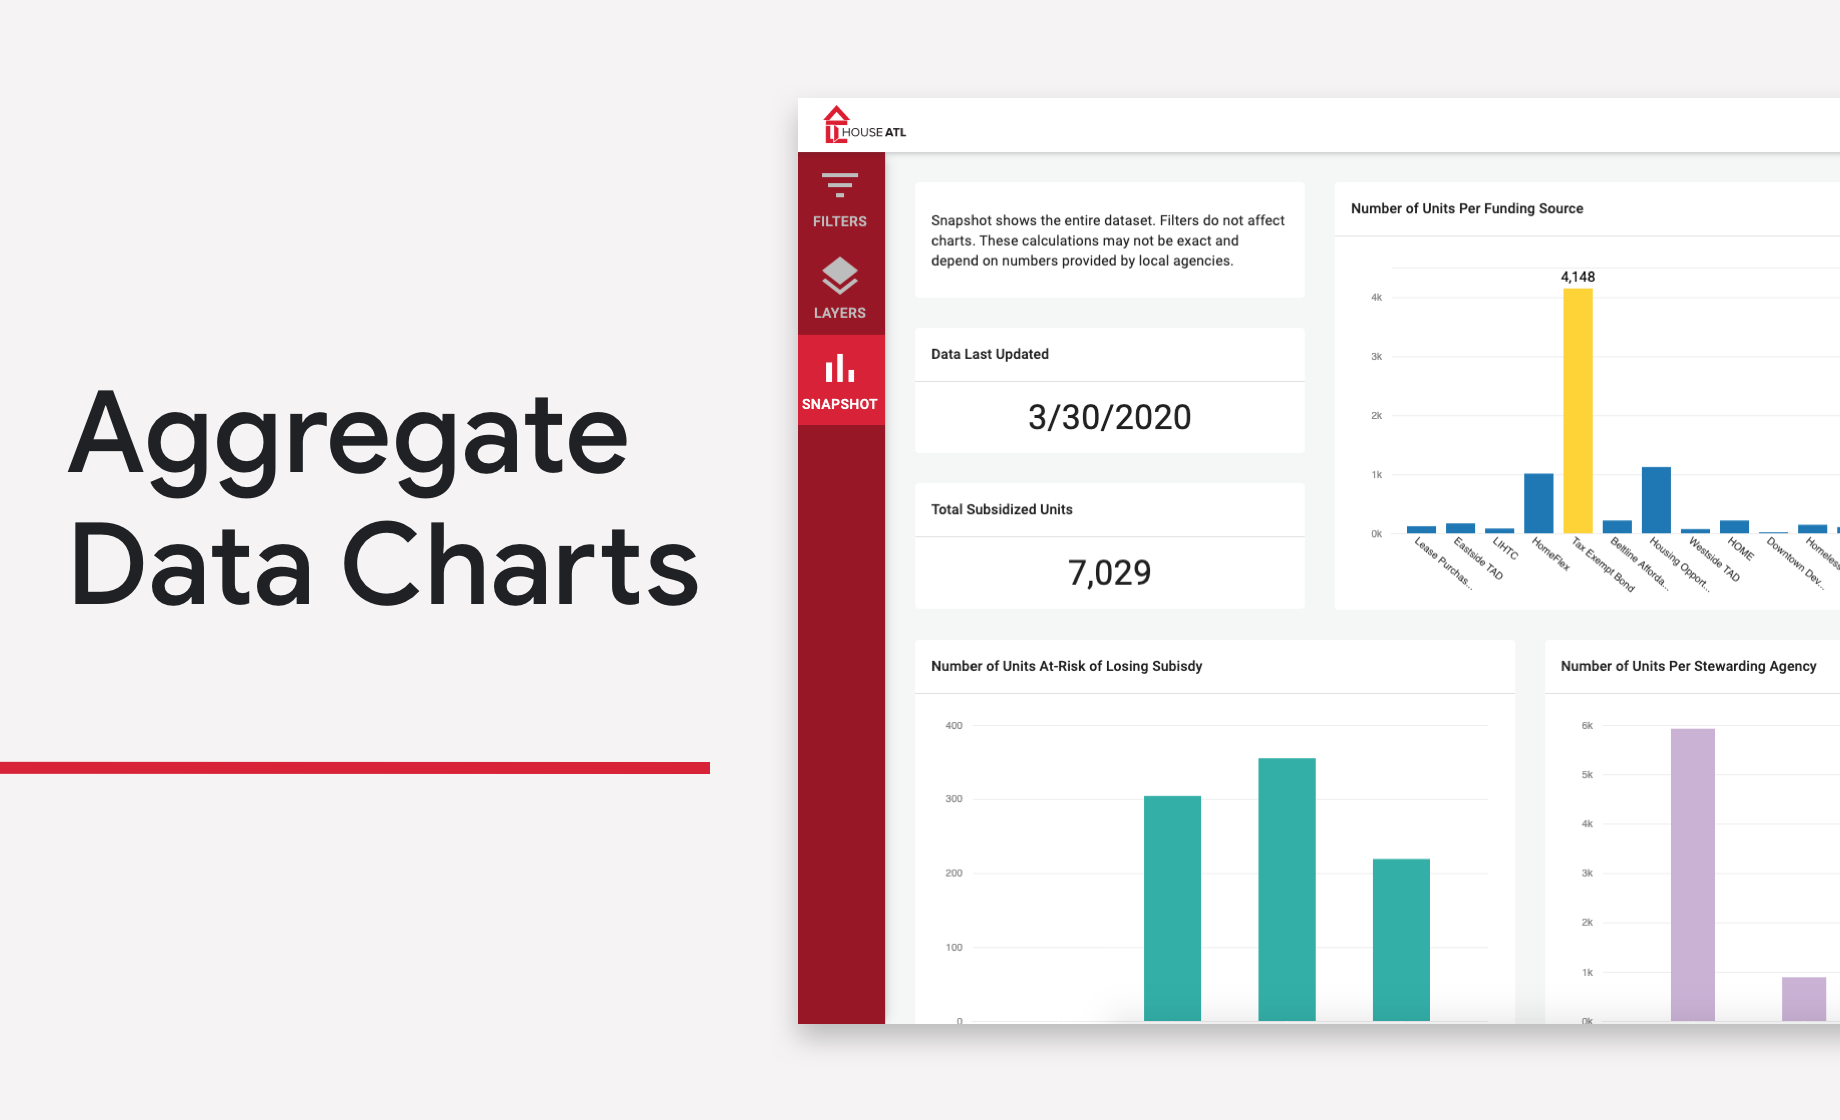 Aggregate
Data Charts
HOUSE ATL
FILTERS
LAYERS
SNAPSHOT
Snapshot shows the entire dataset. Filters do not affect
charts. These calculations may not be exact and
depend on numbers provided by local agencies.
Data Last Updated
3/30/2020
Total Subsidized Units
7,029
Number of Units Per Funding Source
4,148
4k
3k
2k
1k
0k
Lease Purchas...
Eastside TAD
LIHTC
HomeFlex
Tax Exempt Bond
Beltline Afforda...
Housing Opport...
Westside TAD
HOME
Downtown Dev...
Homeless
Number of Units At-Risk of Losing Subisdy
400
300
200
100
0
Number of Units Per Stewarding Agency
6k
5k
4k
3k
2k
1k
0k